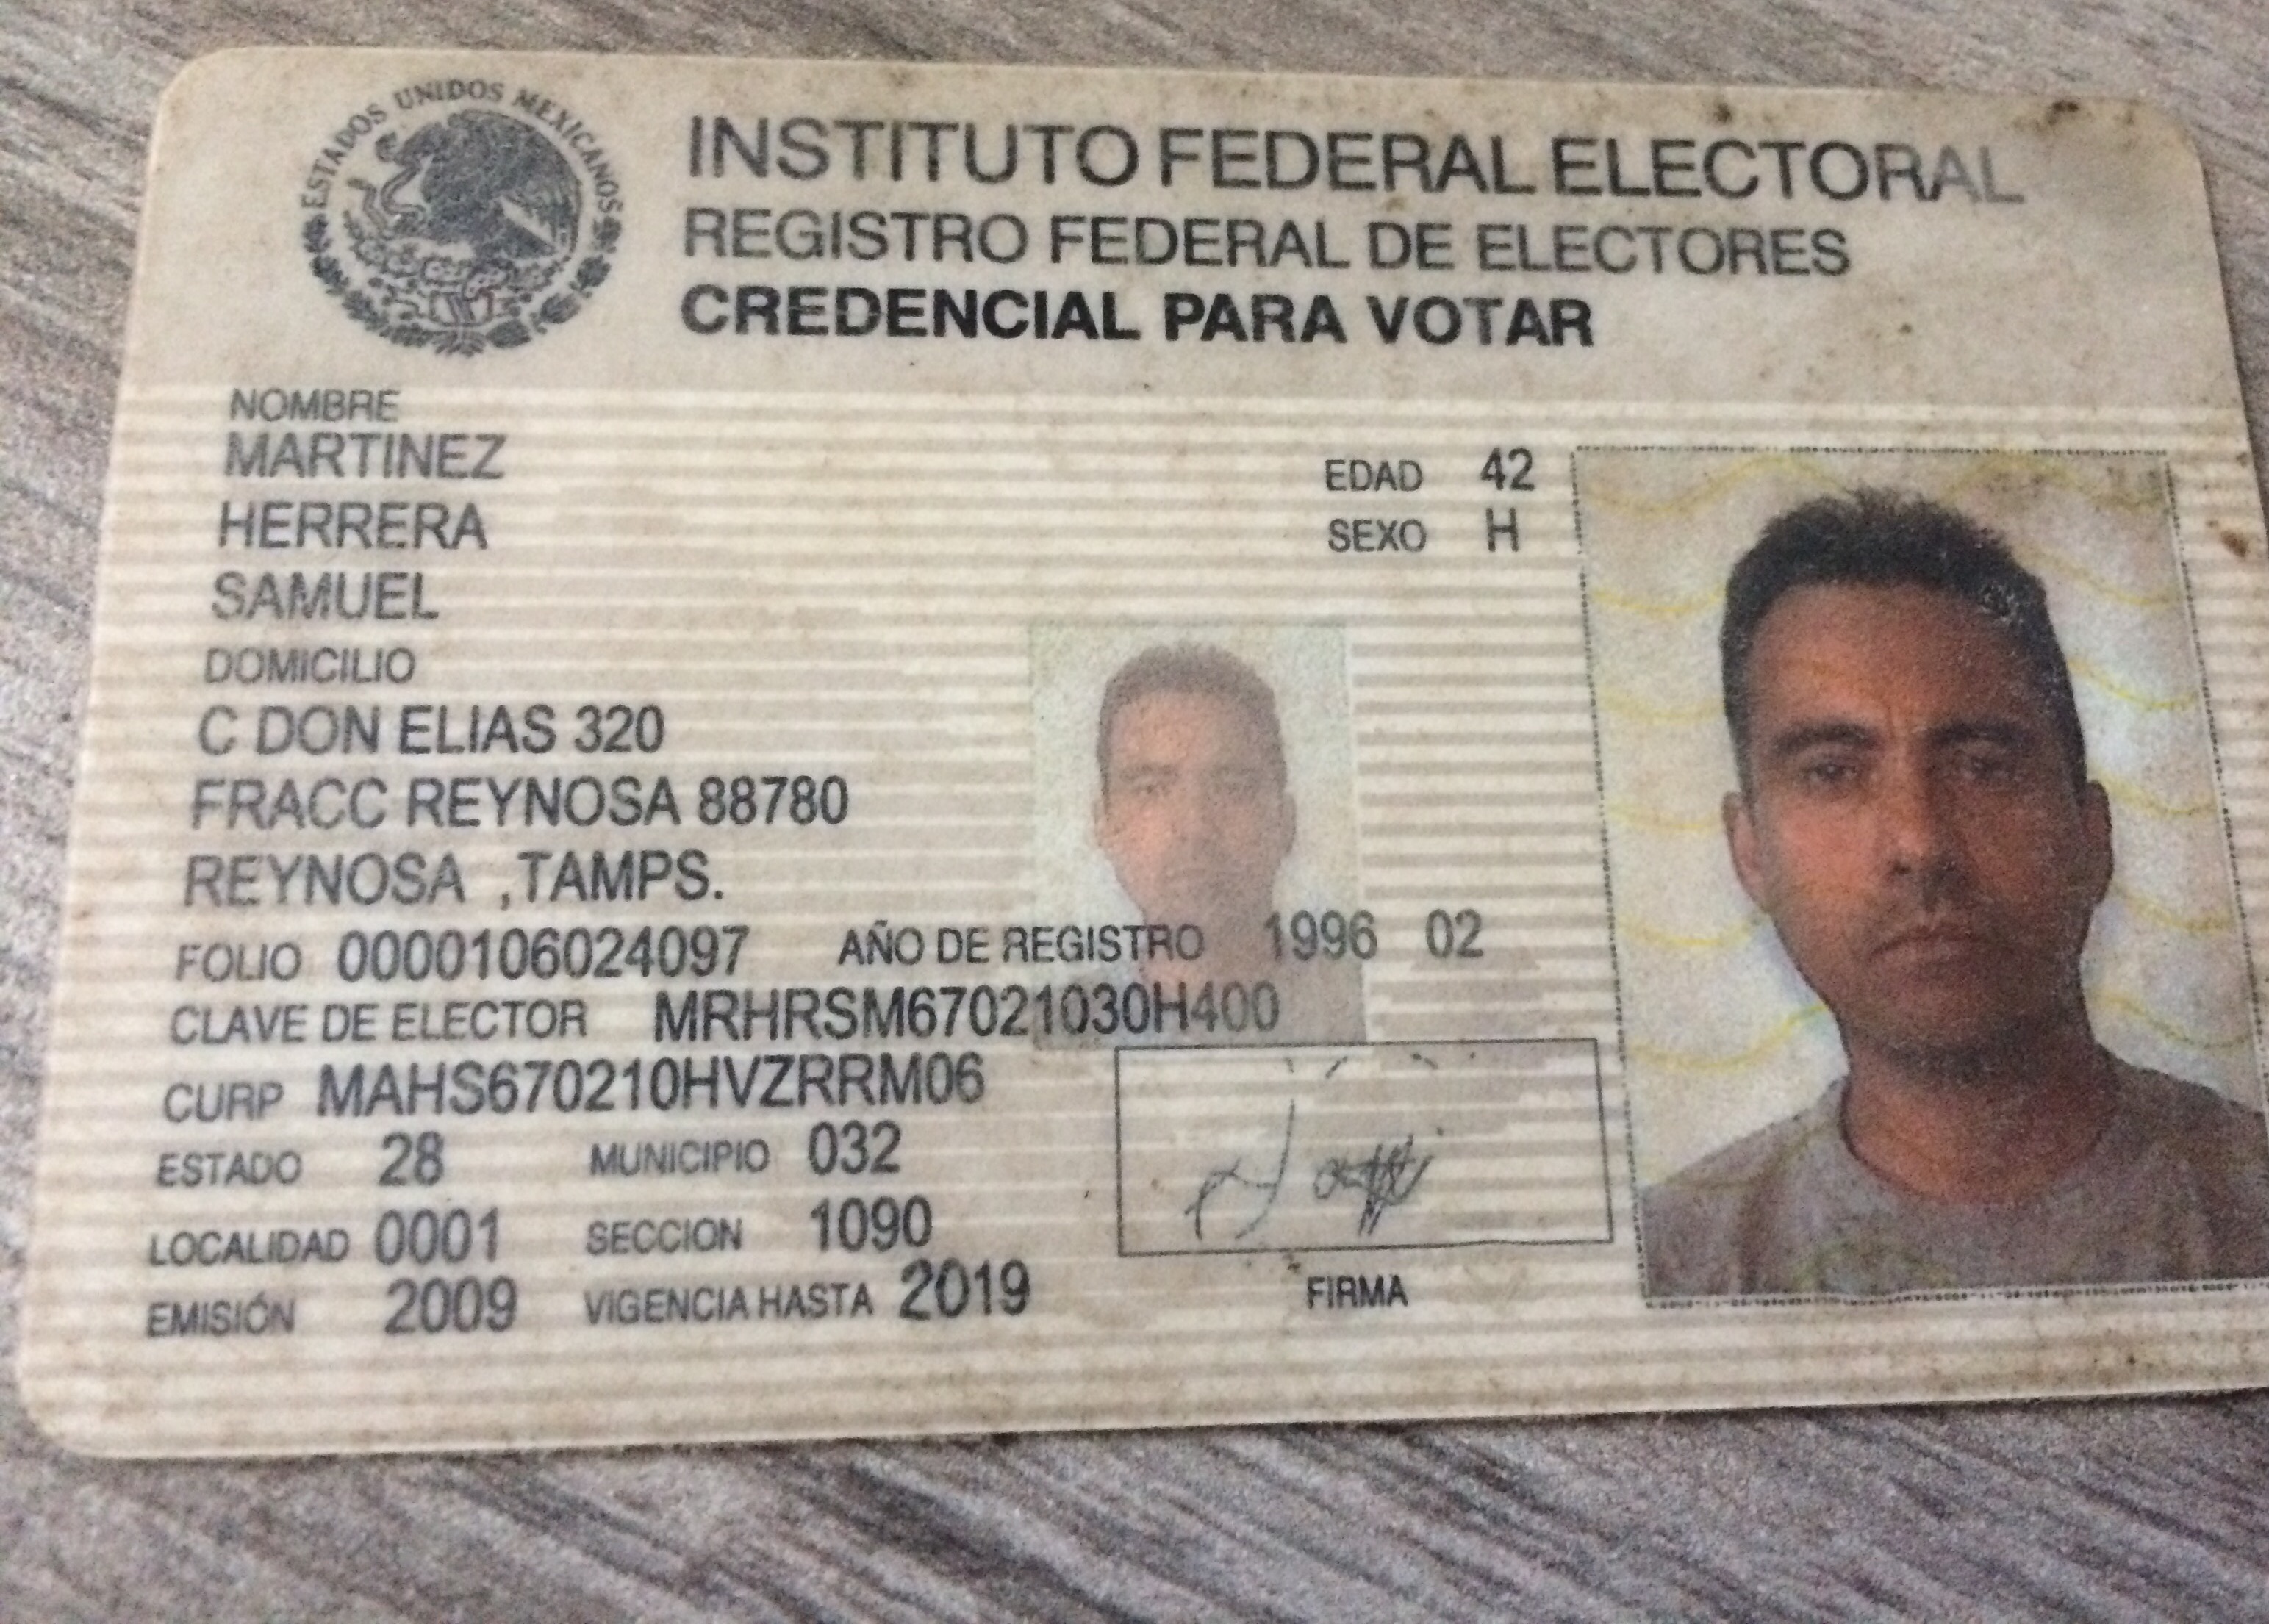 ESTADOS UNIDOS MEXICANOS
INSTITUTO FEDERAL ELECTORAL
REGISTRO FEDERAL DE ELECTORES
CREDENCIAL PARA VOTAR
NOMBRE
MARTINEZ
HERRERA
SAMUEL
EDAD 42
SEXO H
DOMICILIO
C DON ELIAS 320
FRACC REYNOSA 88780
REYNOSA ,TAMPS.
FOLIO 0000106024097 AÑO DE REGISTRO 1996 02
CLAVE DE ELECTOR MRHRSM67021030H400
CURP MAHS670210HVZRRM06
ESTADO 28 MUNICIPIO 032
LOCALIDAD 0001 SECCION 1090
EMISIÓN 2009 VIGENCIA HASTA 2019
FIRMA